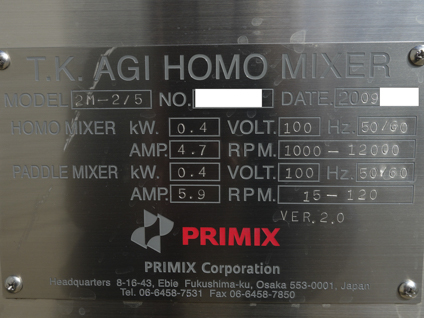 T.K. AGI HOMO MIXER
MODEL 2M-2/5 NO. DATE. 2009
HOMO MIXER kW. 0.4 VOLT. 100 Hz. 50/60
AMP. 4.7 RPM. 1000-12000
PADDLE MIXER kW. 0.4 VOLT. 100 Hz. 50/60
AMP. 5.9 RPM. 15-120
VER.2.0
PRIMIX
PRIMIX Corporation
Headquarters 8-16-43, Ebie Fukushima-ku, Osaka 553-0001, Japan
Tel. 06-6458-7531 Fax 06-6458-7850